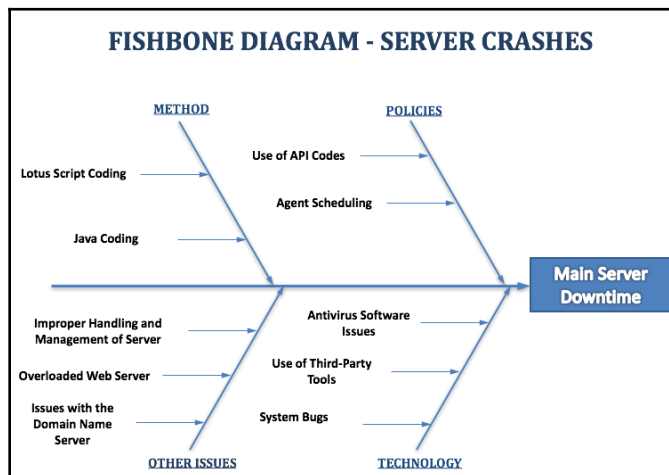 FISHBONE DIAGRAM - SERVER CRASHES
METHOD
POLICIES
Use of API Codes
Lotus Script Coding
Agent Scheduling
Java Coding
Main Server
Downtime
Improper Handling and
Management of Server
Antivirus Software
Issues
Overloaded Web Server
Use of Third-Party
Tools
Issues with the
Domain Name
Server
System Bugs
OTHER ISSUES
TECHNOLOGY